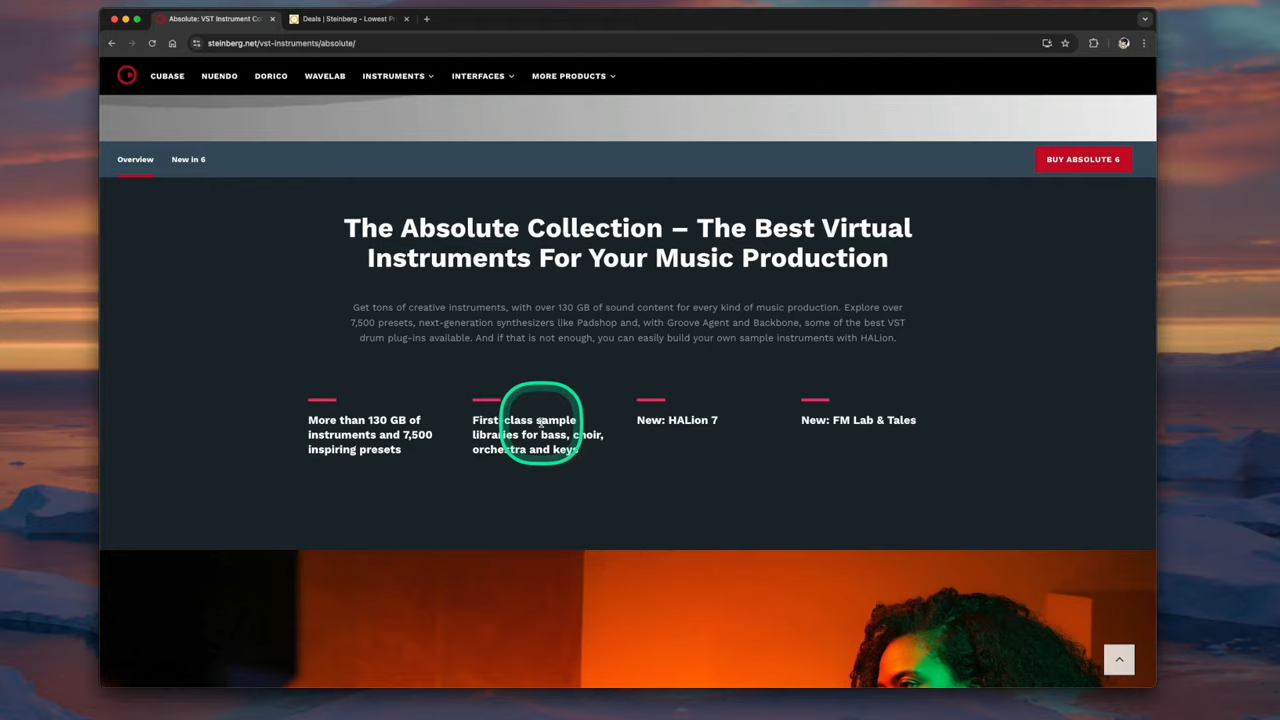 Absolute: VST Instrument Co
Deals | Steinberg - Lowest P
steinberg.net/vst-instruments/absolute/
CUBASE NUENDO DORICO WAVELAB INSTRUMENTS INTERFACES MORE PRODUCTS
Overview New in 6 BUY ABSOLUTE 6
The Absolute Collection – The Best Virtual
Instruments For Your Music Production
Get tons of creative instruments, with over 130 GB of sound content for every kind of music production. Explore over
7,500 presets, next-generation synthesizers like Padshop and, with Groove Agent and Backbone, some of the best VST
drum plug-ins available. And if that is not enough, you can easily build your own sample instruments with HALion.
More than 130 GB of
instruments and 7,500
inspiring presets
First-class sample
libraries for bass, choir,
orchestra and keys
New: HALion 7
New: FM Lab & Tales